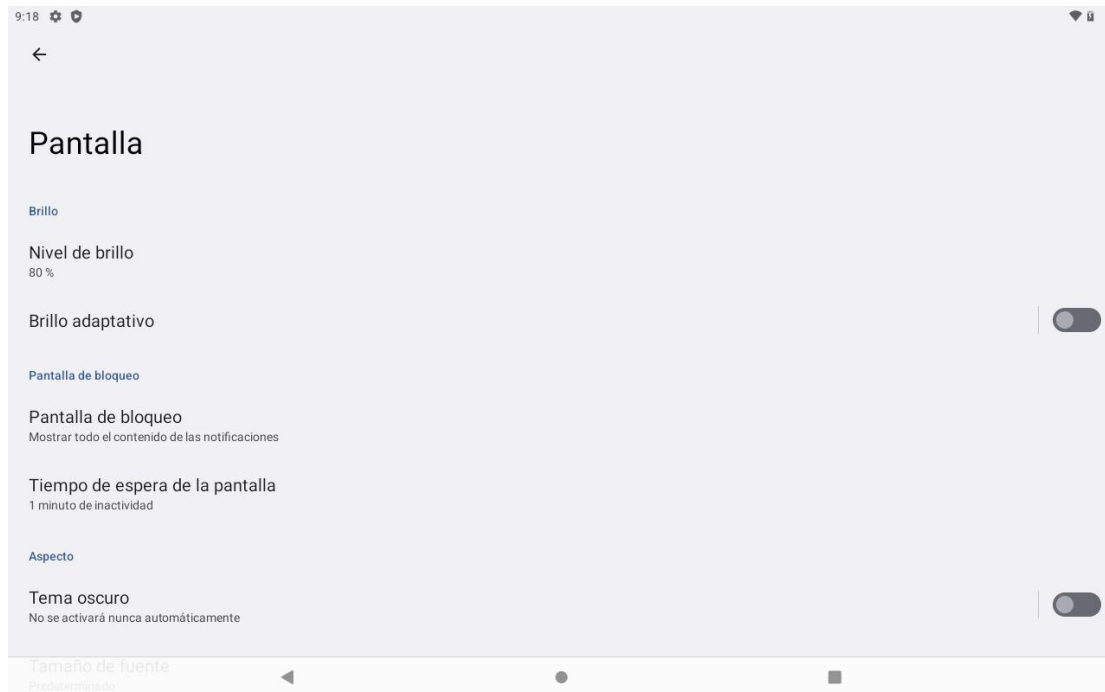 9:18
Pantalla
Brillo
Nivel de brillo
80 %
Brillo adaptativo
Pantalla de bloqueo
Pantalla de bloqueo
Mostrar todo el contenido de las notificaciones
Tiempo de espera de la pantalla
1 minuto de inactividad
Aspecto
Tema oscuro
No se activará nunca automáticamente
Tamaño de fuente
Predeterminado